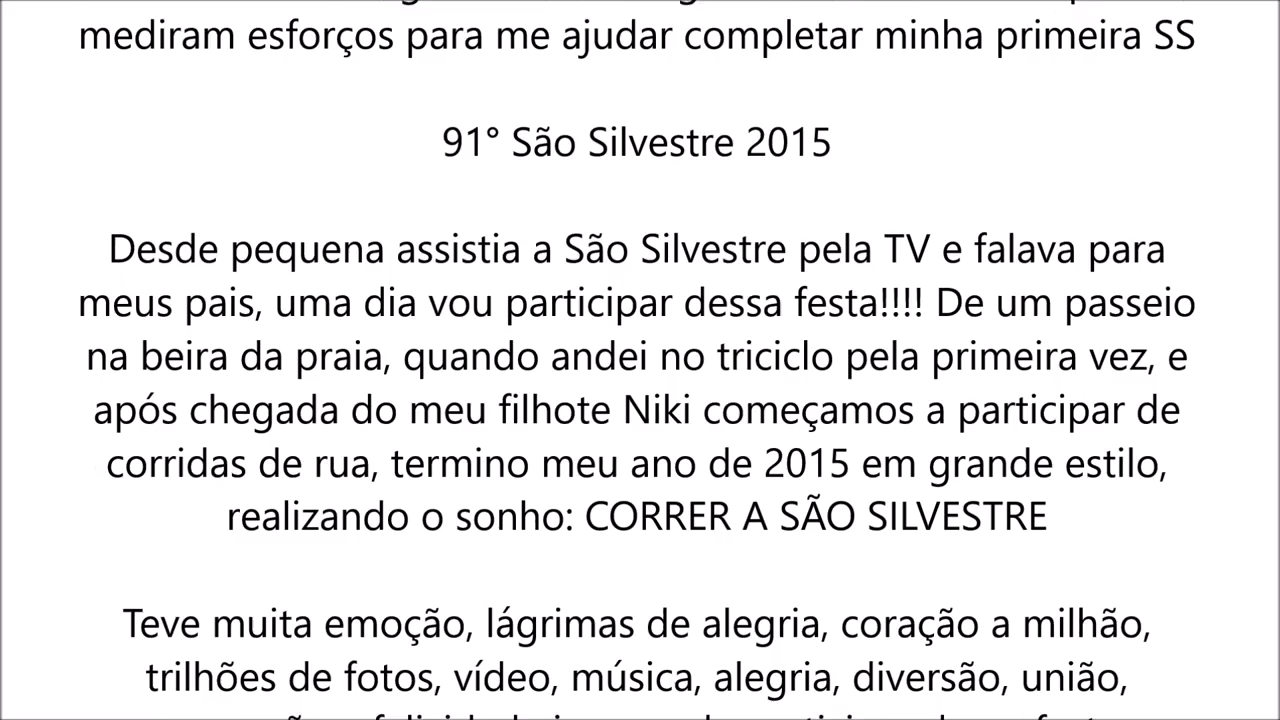 mediram esforços para me ajudar completar minha primeira SS
91° São Silvestre 2015
Desde pequena assistia a São Silvestre pela TV e falava para
meus pais, uma dia vou participar dessa festa!!!! De um passeio
na beira da praia, quando andei no triciclo pela primeira vez, e
após chegada do meu filhote Niki começamos a participar de
corridas de rua, termino meu ano de 2015 em grande estilo,
realizando o sonho: CORRER A SÃO SILVESTRE
Teve muita emoção, lágrimas de alegria, coração a milhão,
trilhões de fotos, vídeo, música, alegria, diversão, união,